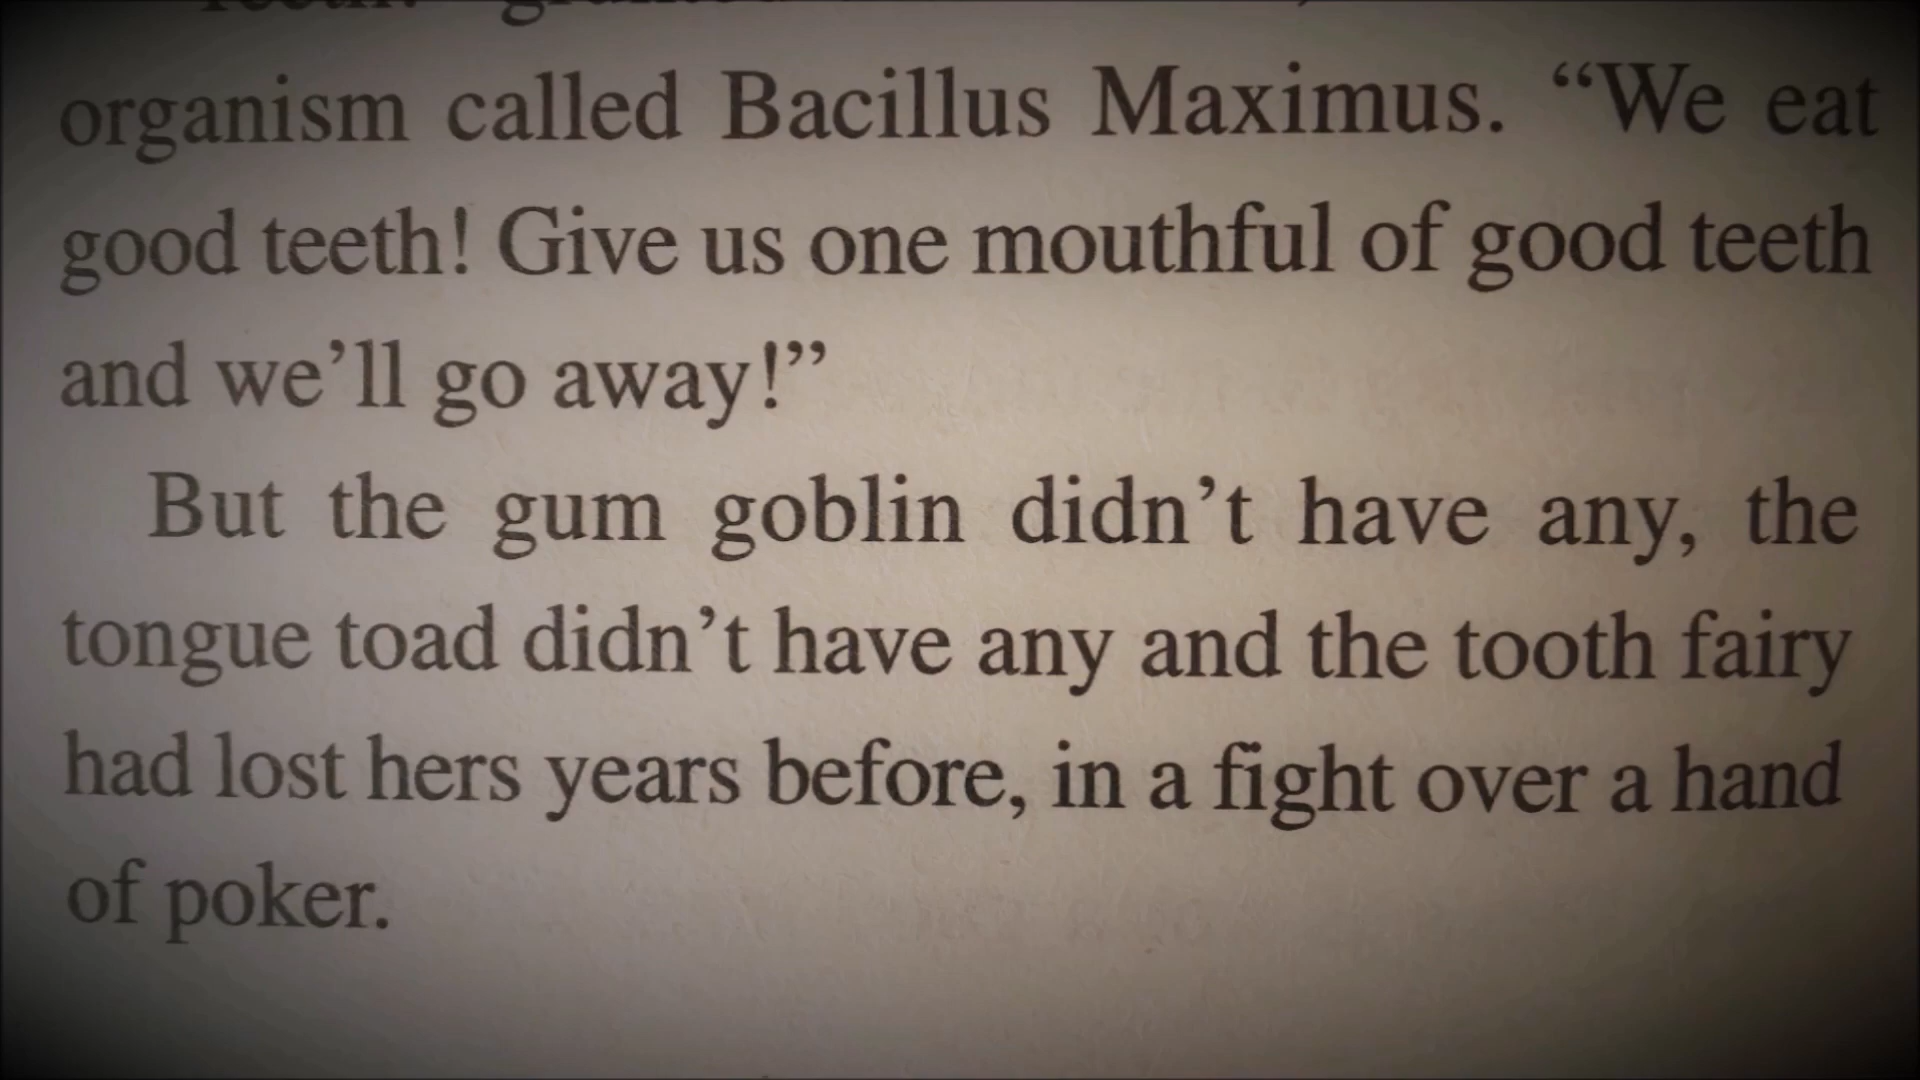 organism called Bacillus Maximus. “We eat
good teeth! Give us one mouthful of good teeth
and we’ll go away!”
But the gum goblin didn’t have any, the
tongue toad didn’t have any and the tooth fairy
had lost hers years before, in a fight over a hand
of poker.